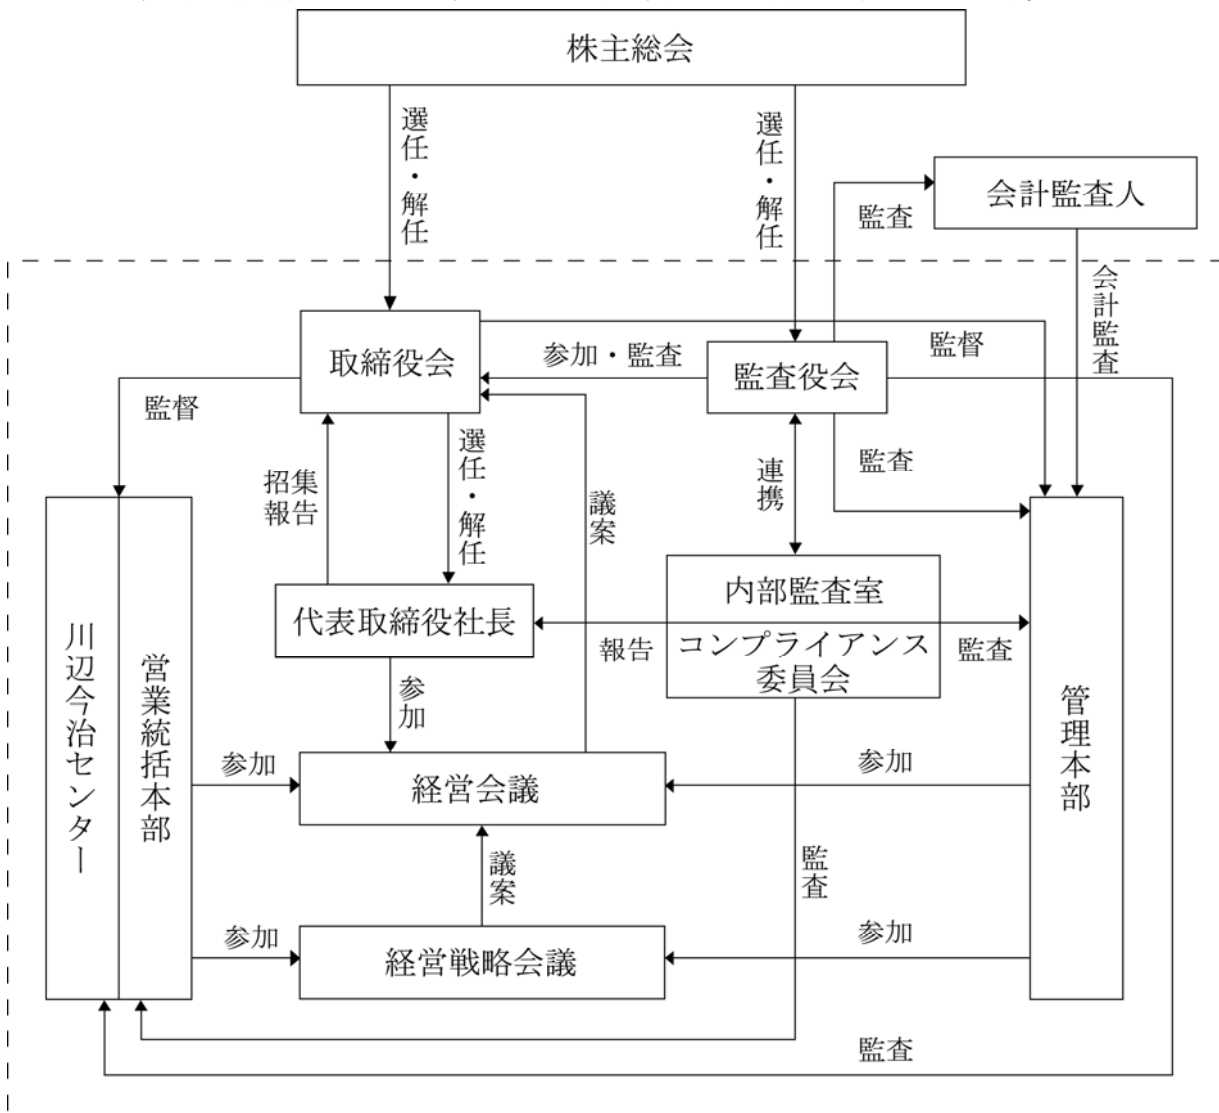 株主総会
選任・解任
選任・解任
会計監査人
監査
会計監査
取締役会
参加・監査
監査役会
監督
監督
招集
報告
選任・解任
議案
連携
監査
代表取締役社長
報告
内部監査室
コンプライアンス
委員会
監査
川辺今治センター
営業統括本部
管理本部
参加
参加
経営会議
参加
議案
監査
参加
経営戦略会議
参加
監査